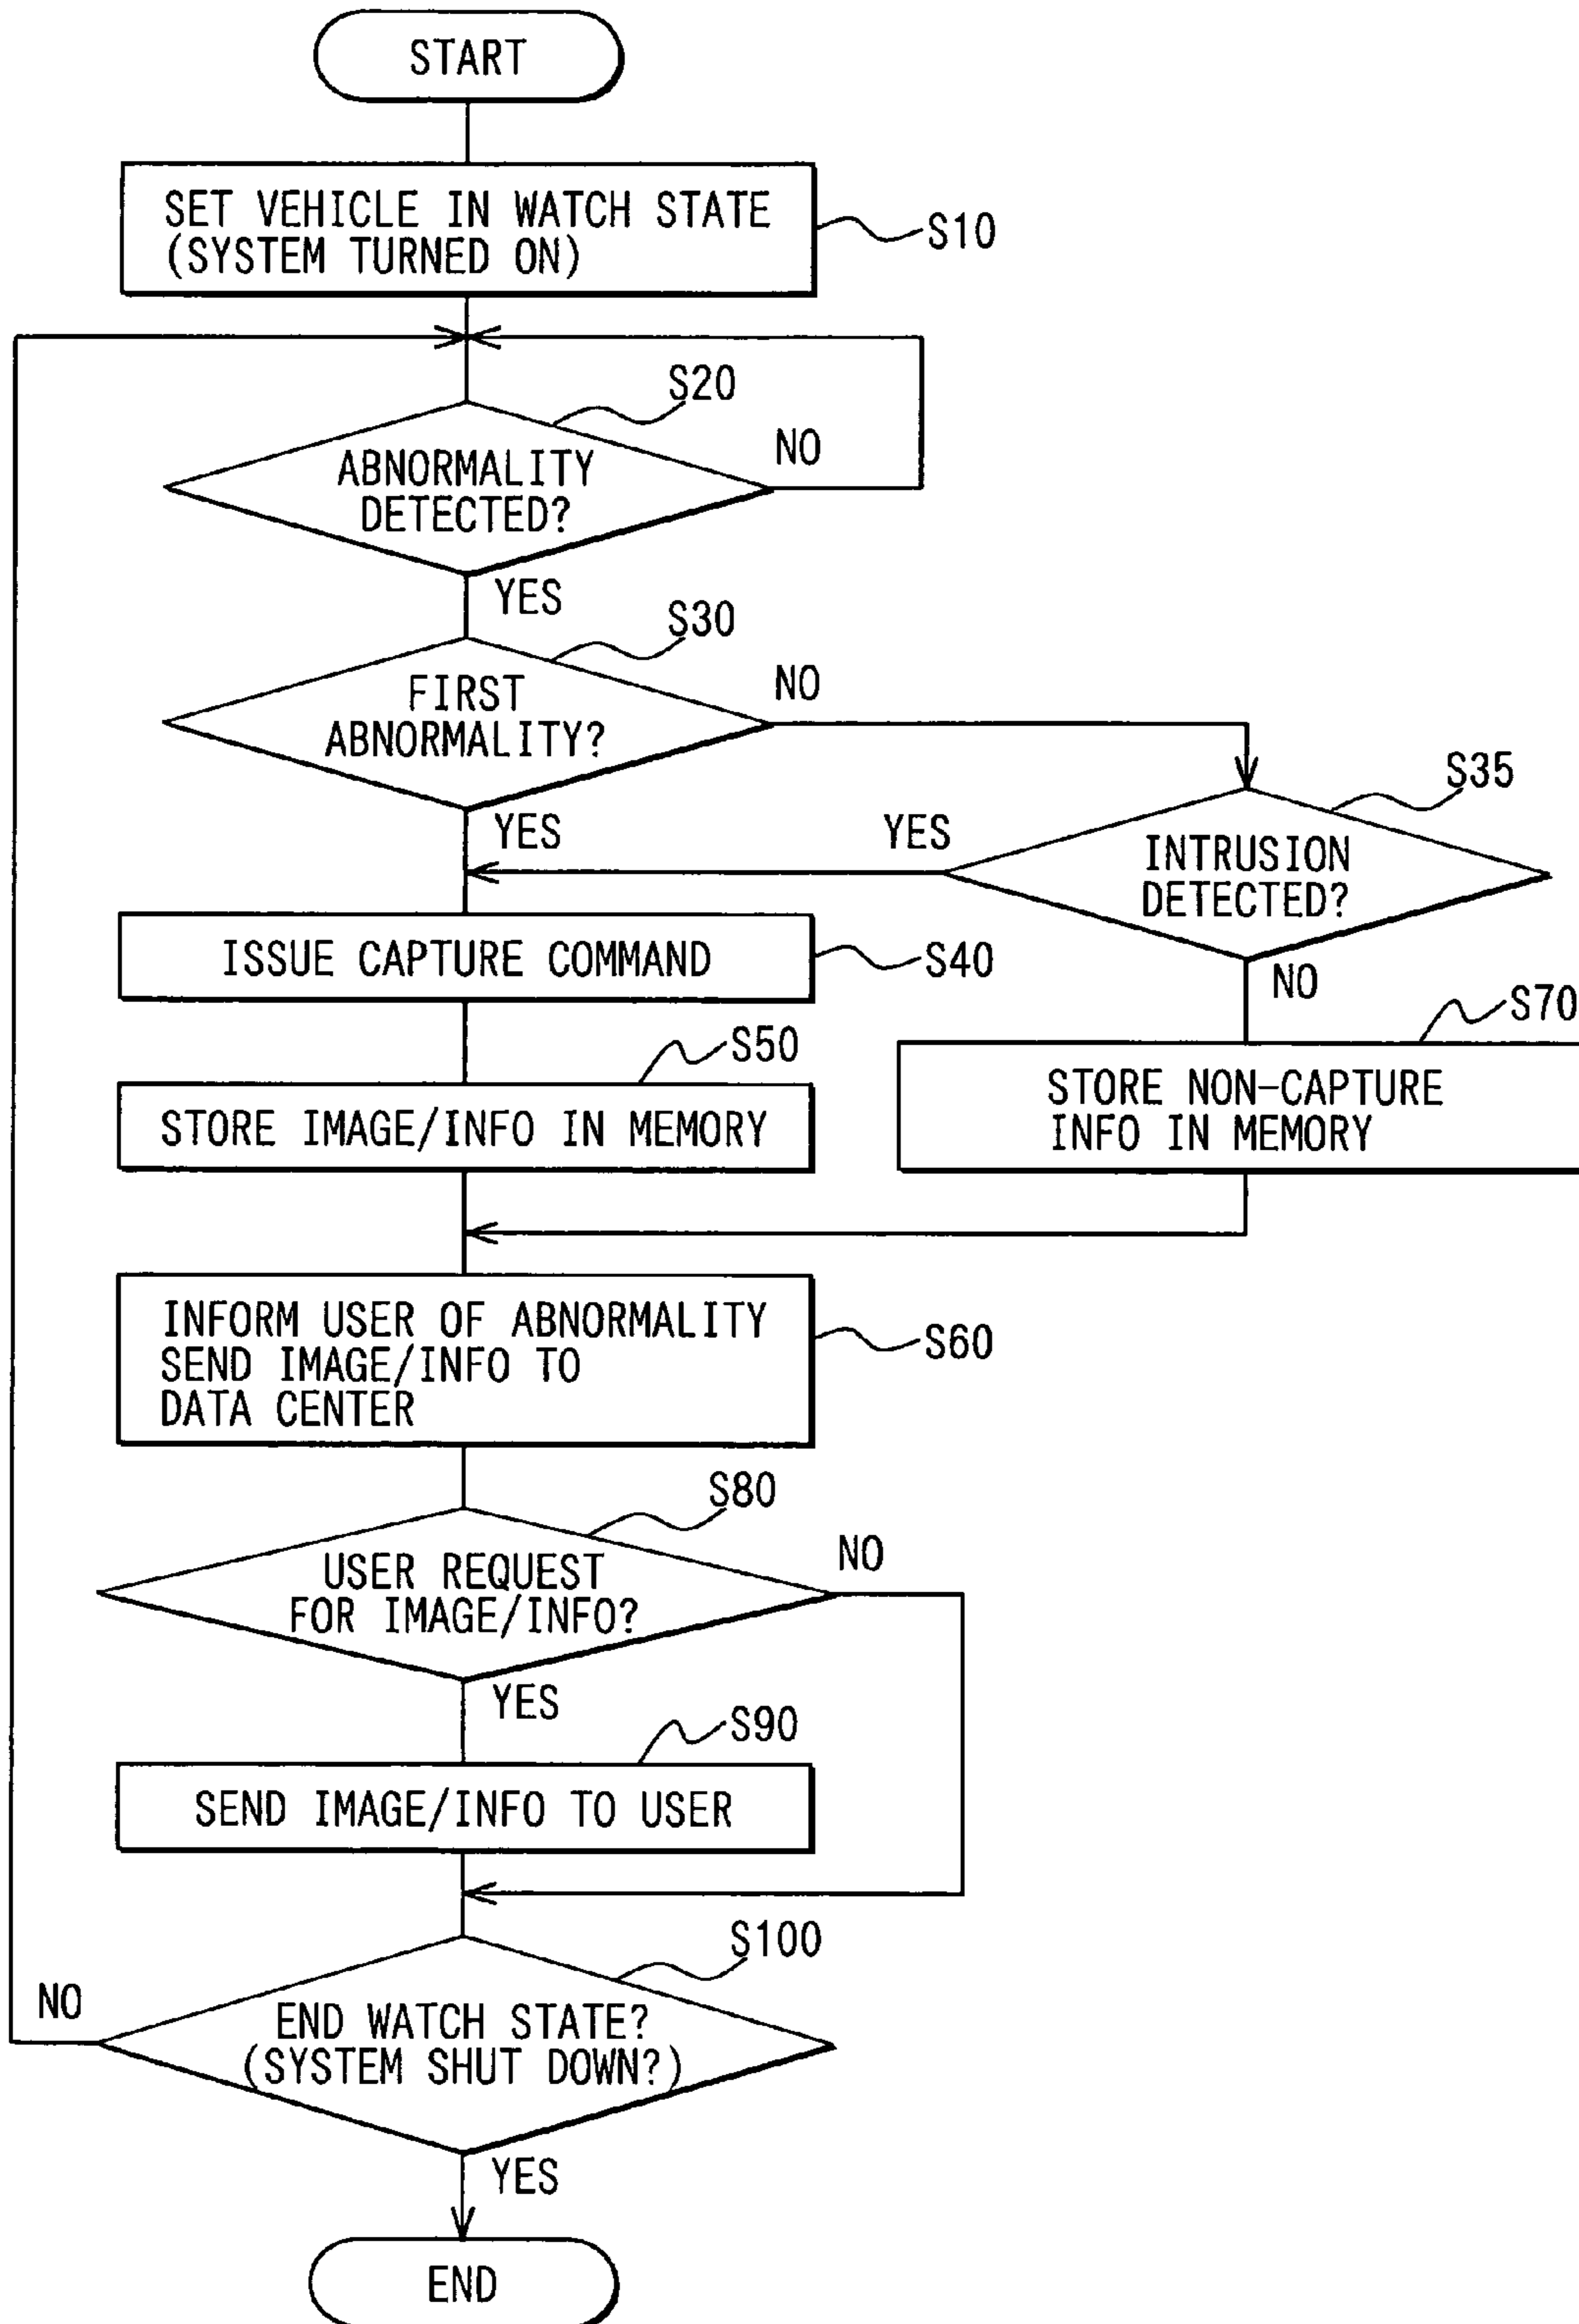 START
SET VEHICLE IN WATCH STATE
(SYSTEM TURNED ON)
S10
S20
ABNORMALITY
DETECTED?
NO
YES
S30
FIRST
ABNORMALITY?
NO
YES
S35
INTRUSION
DETECTED?
YES
NO
ISSUE CAPTURE COMMAND
S40
S50
STORE IMAGE/INFO IN MEMORY
S70
STORE NON-CAPTURE
INFO IN MEMORY
INFORM USER OF ABNORMALITY
SEND IMAGE/INFO TO
DATA CENTER
S60
S80
USER REQUEST
FOR IMAGE/INFO?
NO
YES
S90
SEND IMAGE/INFO TO USER
S100
END WATCH STATE?
(SYSTEM SHUT DOWN?)
NO
YES
END